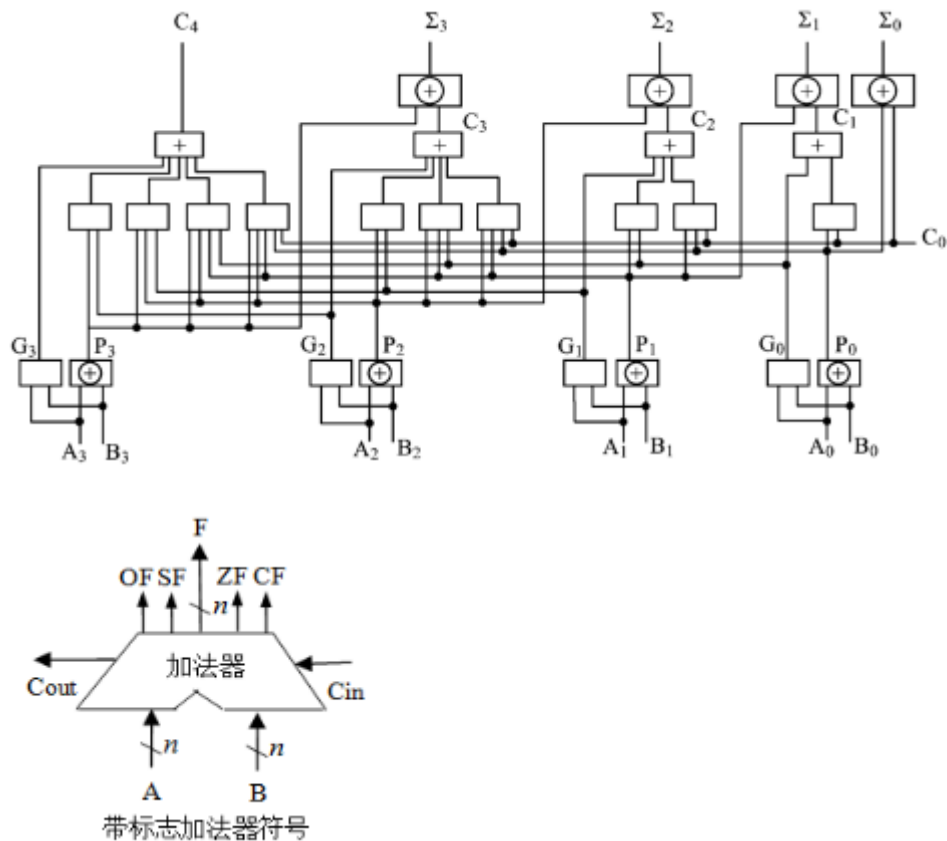 C₄ Σ₃ Σ₂ Σ₁ Σ₀
+ + + +
C₃ C₂ C₁
+ + + +
C₀
G₃ P₃ G₂ P₂ G₁ P₁ G₀ P₀
+ + + +
A₃ B₃ A₂ B₂ A₁ B₁ A₀ B₀
F
OF SF ZF CF
n
加法器
Cout Cin
n n
A B
带标志加法器符号